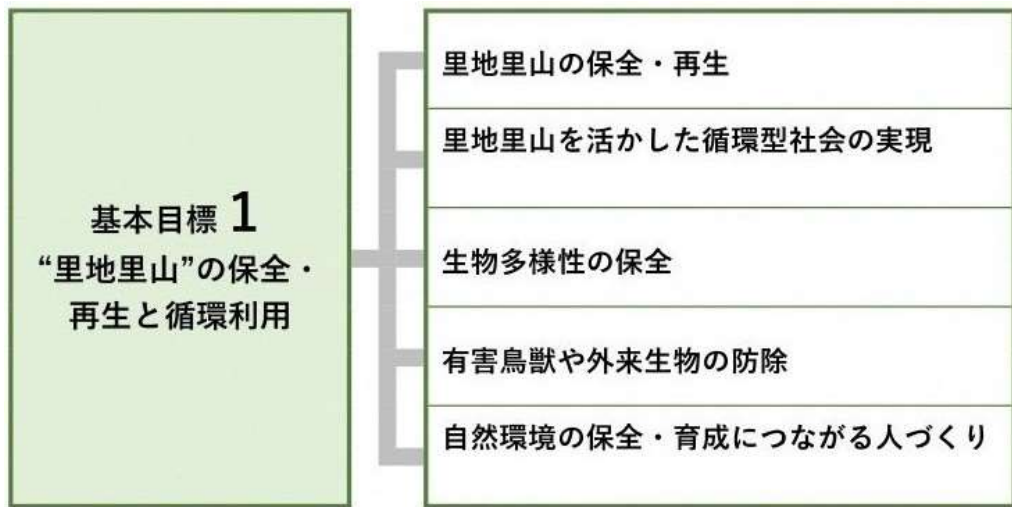 基本目標 1
“里地里山”の保全・
再生と循環利用
里地里山の保全・再生
里地里山を活かした循環型社会の実現
生物多様性の保全
有害鳥獣や外来生物の防除
自然環境の保全・育成につながる人づくり